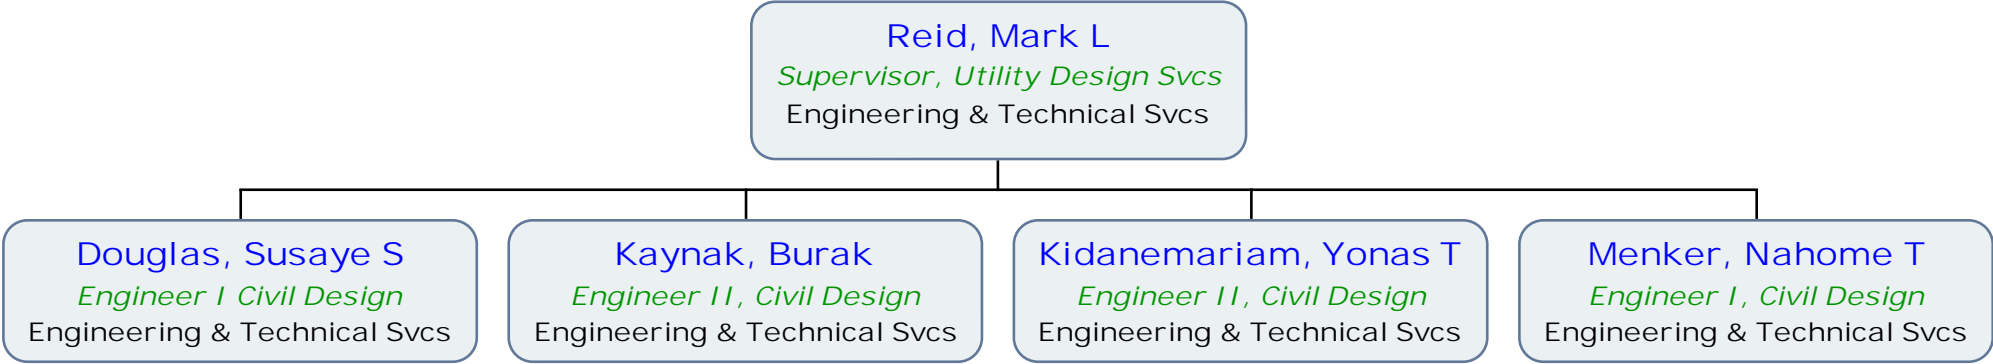 Reid, Mark L
Supervisor, Utility Design Svcs
Engineering & Technical Svcs
Douglas, Susaye S
Engineer I Civil Design
Engineering & Technical Svcs
Kaynak, Burak
Engineer II, Civil Design
Engineering & Technical Svcs
Kidanemariam, Yonas T
Engineer II, Civil Design
Engineering & Technical Svcs
Menker, Nahome T
Engineer I, Civil Design
Engineering & Technical Svcs